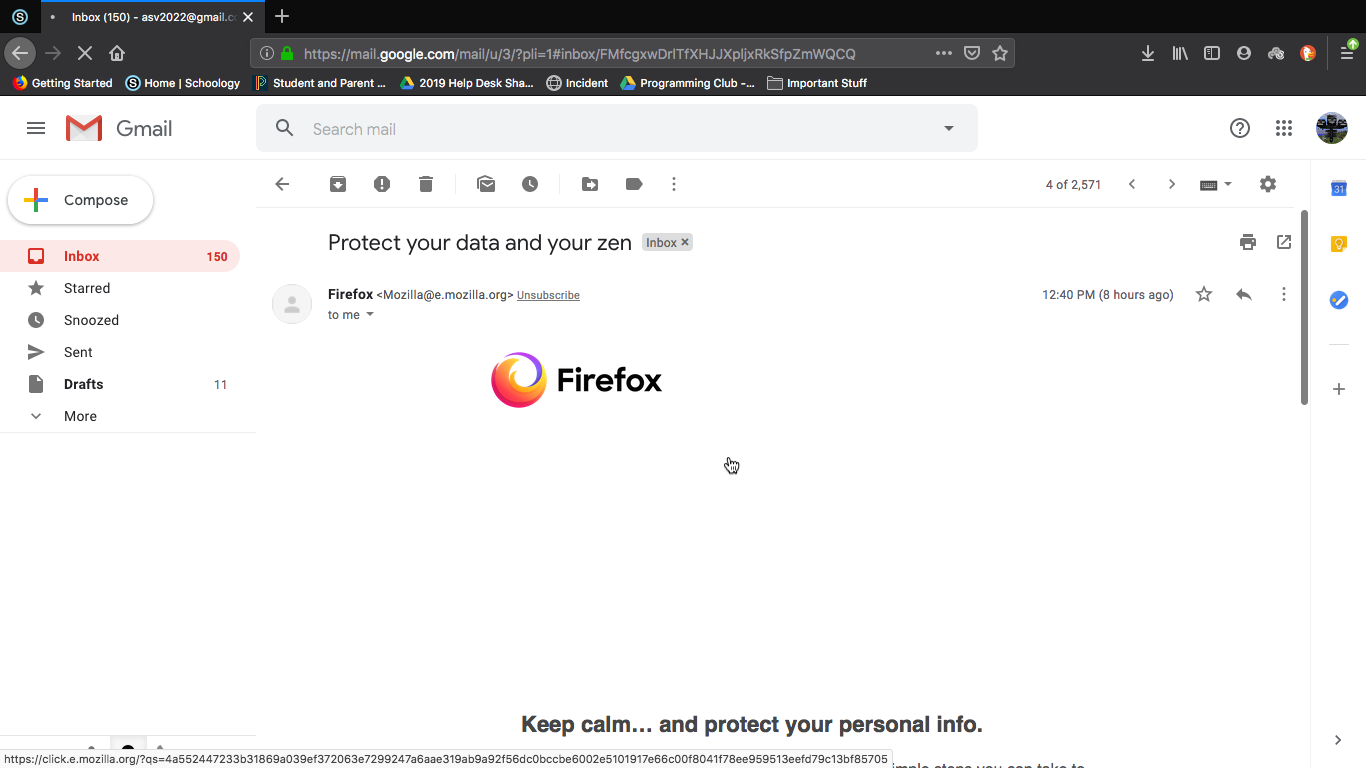 Inbox (150) - asv2022@gmail.co
https://mail.google.com/mail/u/3/?pli=1#inbox/FMfcgxwDrlTfXHJJXpljxRkSfpZmWQCQ
Getting Started
Home | Schoology
Student and Parent ...
2019 Help Desk Sha...
Incident
Programming Club -...
Important Stuff
Gmail
Search mail
Compose
4 of 2,571
31
Inbox 150
Starred
Snoozed
Sent
Drafts 11
More
Protect your data and your zen Inbox ×
Firefox <Mozilla@e.mozilla.org> Unsubscribe
12:40 PM (8 hours ago)
to me
Firefox
Keep calm… and protect your personal info.
https://click.e.mozilla.org/?qs=4a552447233b31869a039ef372063e7299247a6aae319ab9a92f56dc0bccbe6002e5101917e66c00f8041f78ee959513eefd79c13bf85705
steps you can take to